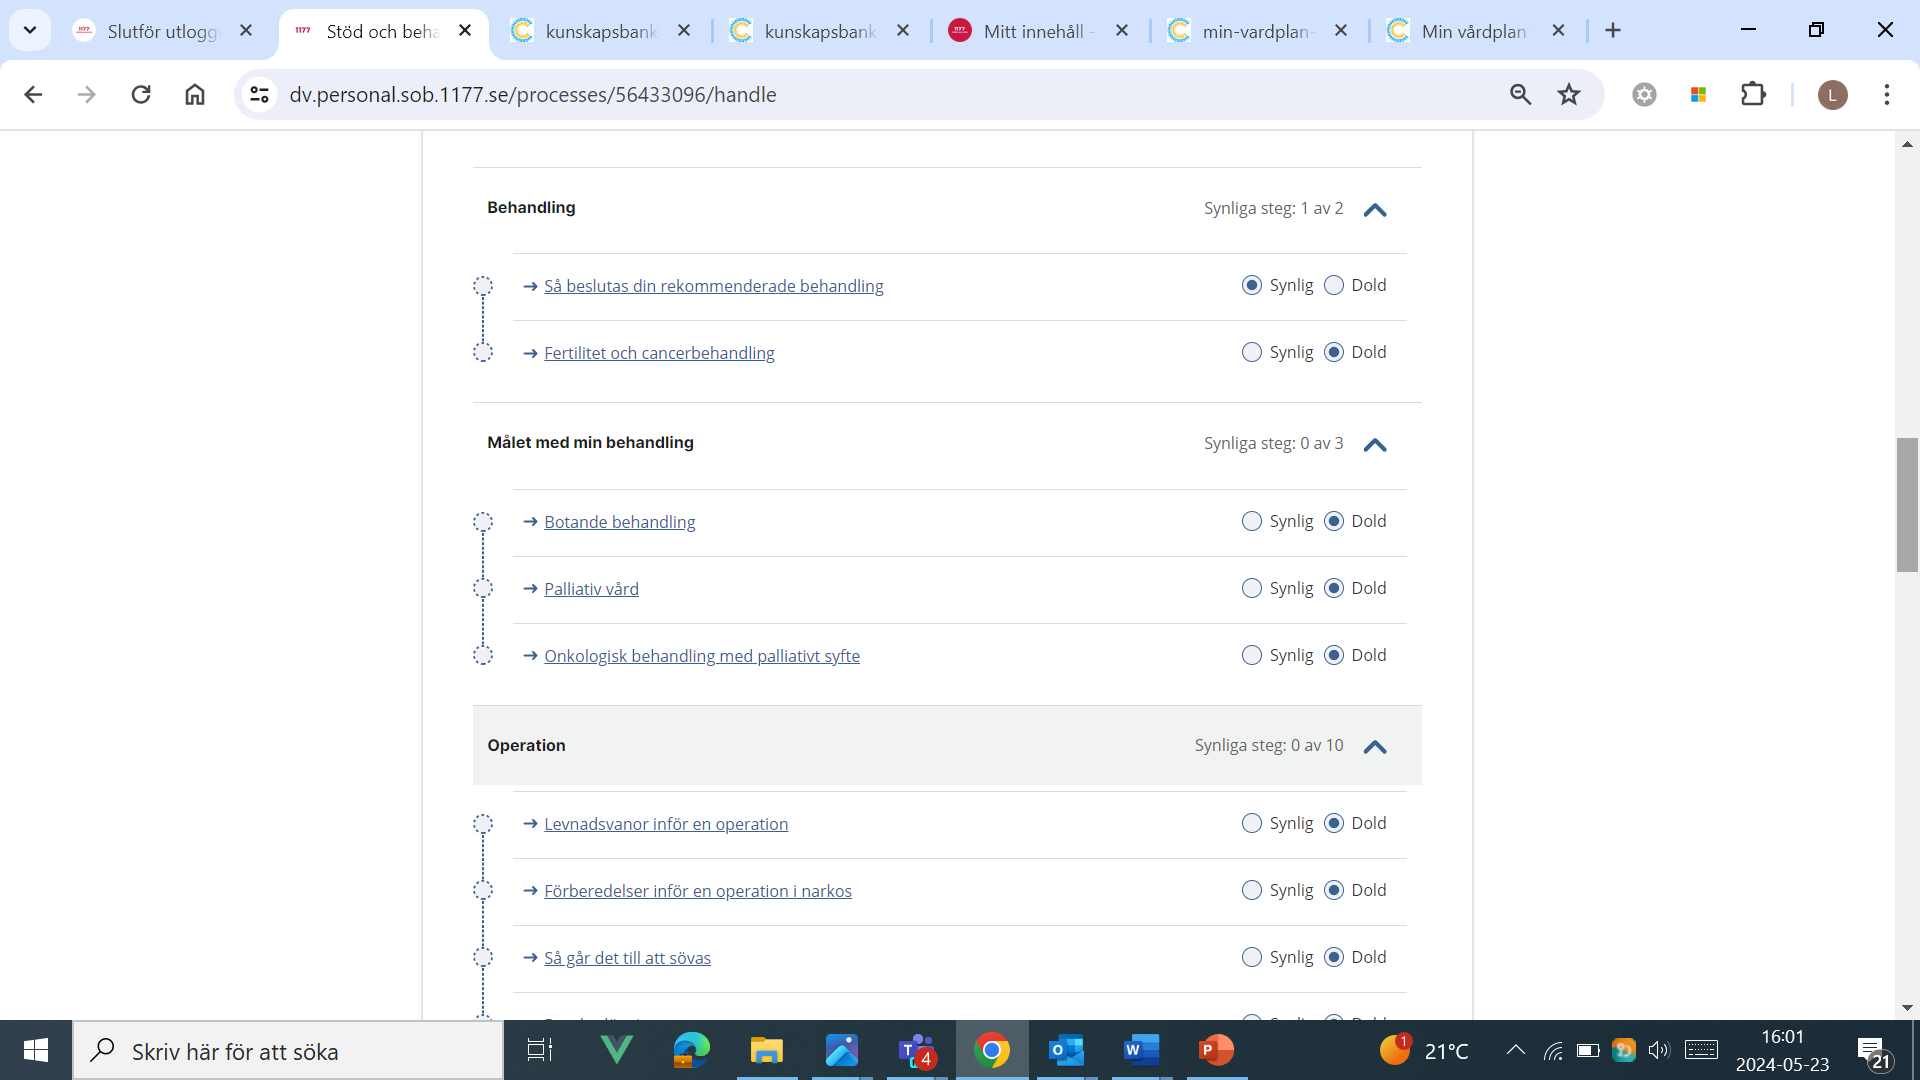 Slutför utlogg
Stöd och beha
kunskapsbank
kunskapsbank
Mitt innehåll -
min-vardplan-
Min vårdplan
dv.personal.sob.1177.se/processes/56433096/handle
L
Behandling
Synliga steg: 1 av 2
Så beslutas din rekommenderade behandling
Synlig Dold
Fertilitet och cancerbehandling
Synlig Dold
Målet med min behandling
Synliga steg: 0 av 3
Botande behandling
Synlig Dold
Palliativ vård
Synlig Dold
Onkologisk behandling med palliativt syfte
Synlig Dold
Operation
Synliga steg: 0 av 10
Levnadsvanor inför en operation
Synlig Dold
Förberedelser inför en operation i narkos
Synlig Dold
Så går det till att sövas
Synlig Dold
Skriv här för att söka
4
1
21°C
16:01
2024-05-23
21